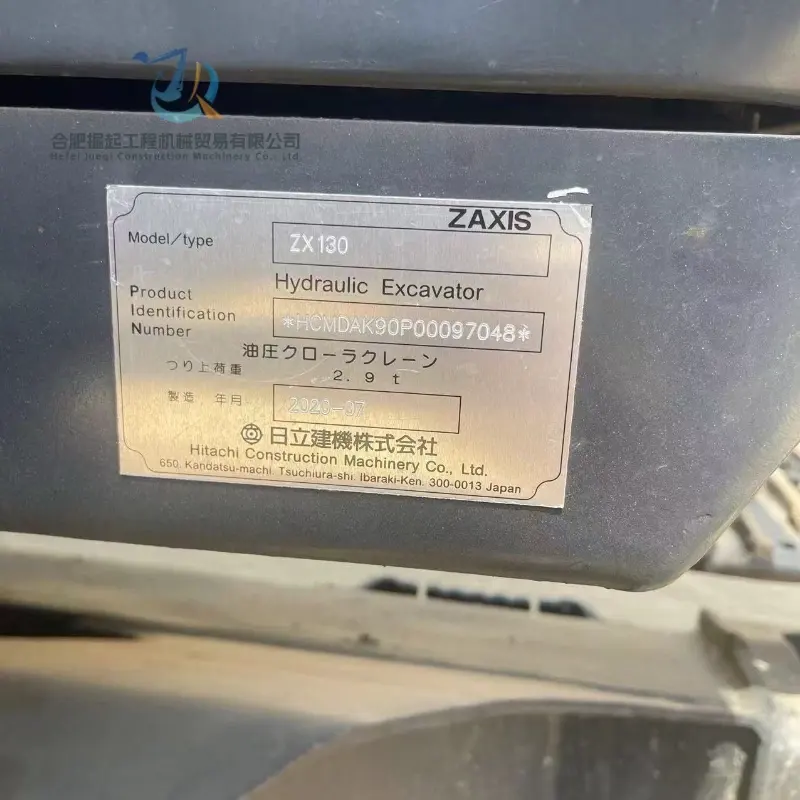 合肥掘起工程机械贸易有限公司
Hefei Jueqi Construction Machinery Co., Ltd.
ZAXIS
Model/type ZX130
Hydraulic Excavator
Product
Identification
Number *HCMDAK90P00097048*
油圧クローラクレーン
つり上荷重 2.9 t
製造 年月
日立建機株式会社
Hitachi Construction Machinery Co., Ltd.
650, Kandatsu-machi Tsuchiura-shi, Ibaraki-Ken, 300-0013 Japan